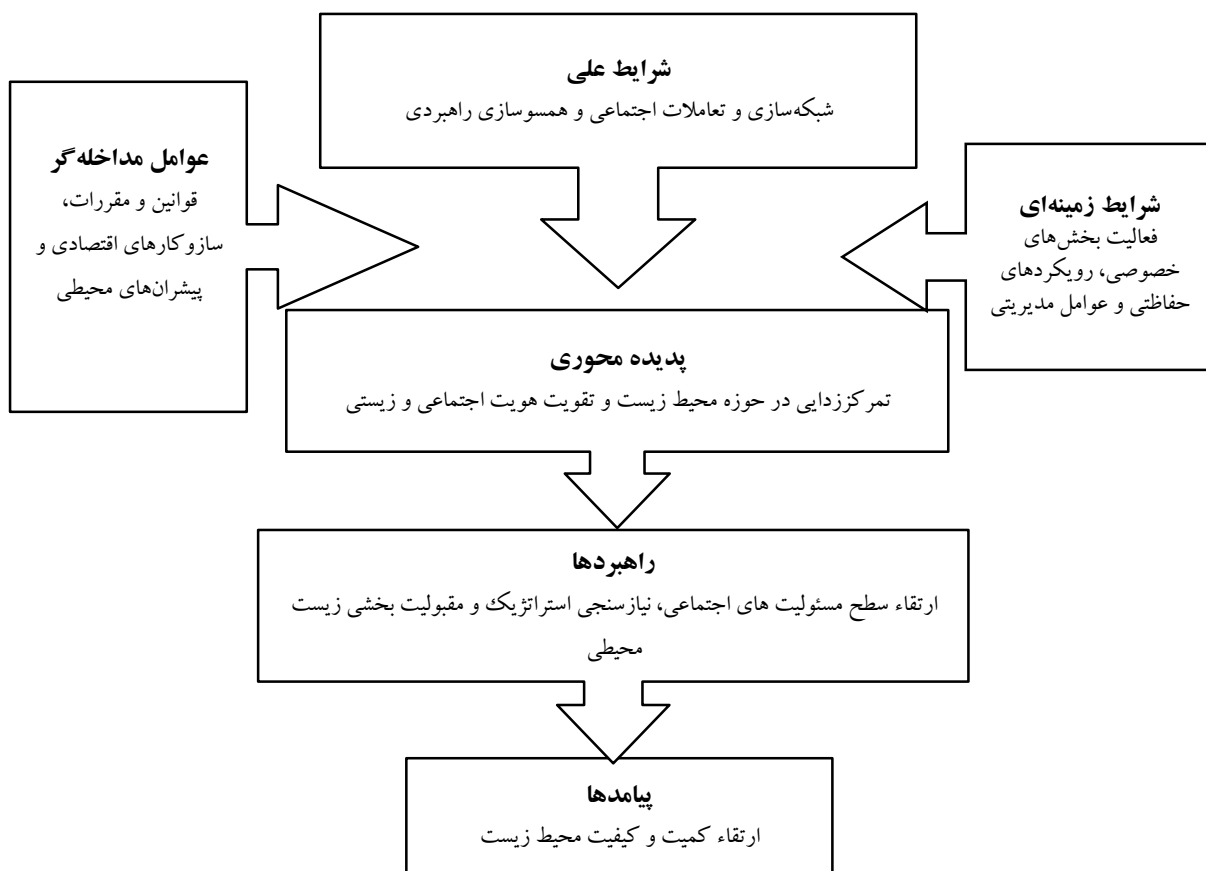 شرایط علی
شبکه‌سازی و تعاملات اجتماعی و همسوسازی راهبردی
عوامل مداخله‌گر
قوانین و مقررات،
سازوکارهای اقتصادی و
پیشران‌های محیطی
شرایط زمینه‌ای
فعالیت بخش‌های
خصوصی، رویکردهای
حفاظتی و عوامل مدیریتی
پدیده محوری
تمرکززدایی در حوزه محیط زیست و تقویت هویت اجتماعی و زیستی
راهبردها
ارتقاء سطح مسئولیت های اجتماعی، نیازسنجی استراتژیک و مقبولیت بخشی زیست
محیطی
پیامدها
ارتقاء کمیت و کیفیت محیط زیست